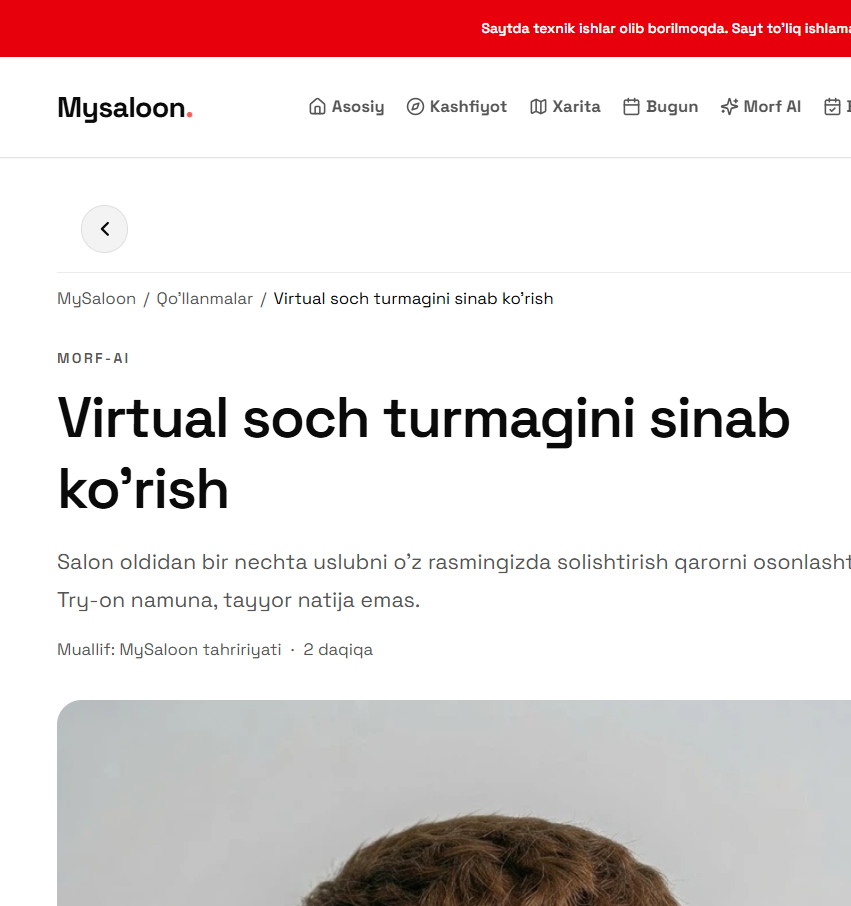 Saytda texnik ishlar olib borilmoqda. Sayt to’liq
Mysaloon.
Asosiy Kashfiyot Xarita Bugun Morf AI
MySaloon / Qo’llanmalar / Virtual soch turmagini sinab ko’rish
MORF-AI
Virtual soch turmagini sinab
ko’rish
Salon oldidan bir nechta uslubni o’z rasmingizda solishtirish qarorni
Try-on namuna, tayyor natija emas.
Muallif: MySaloon tahririyati · 2 daqiqa